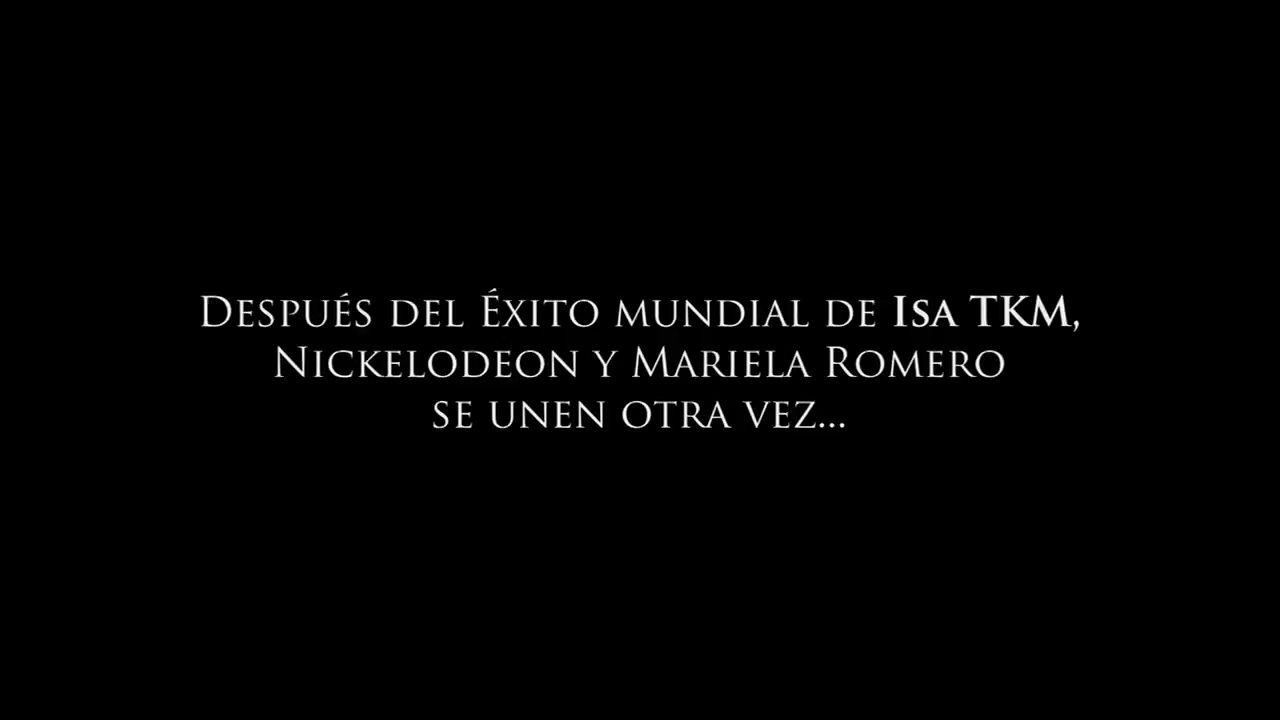 Después del Éxito mundial de Isa TKM,
Nickelodeon y Mariela Romero
se unen otra vez...